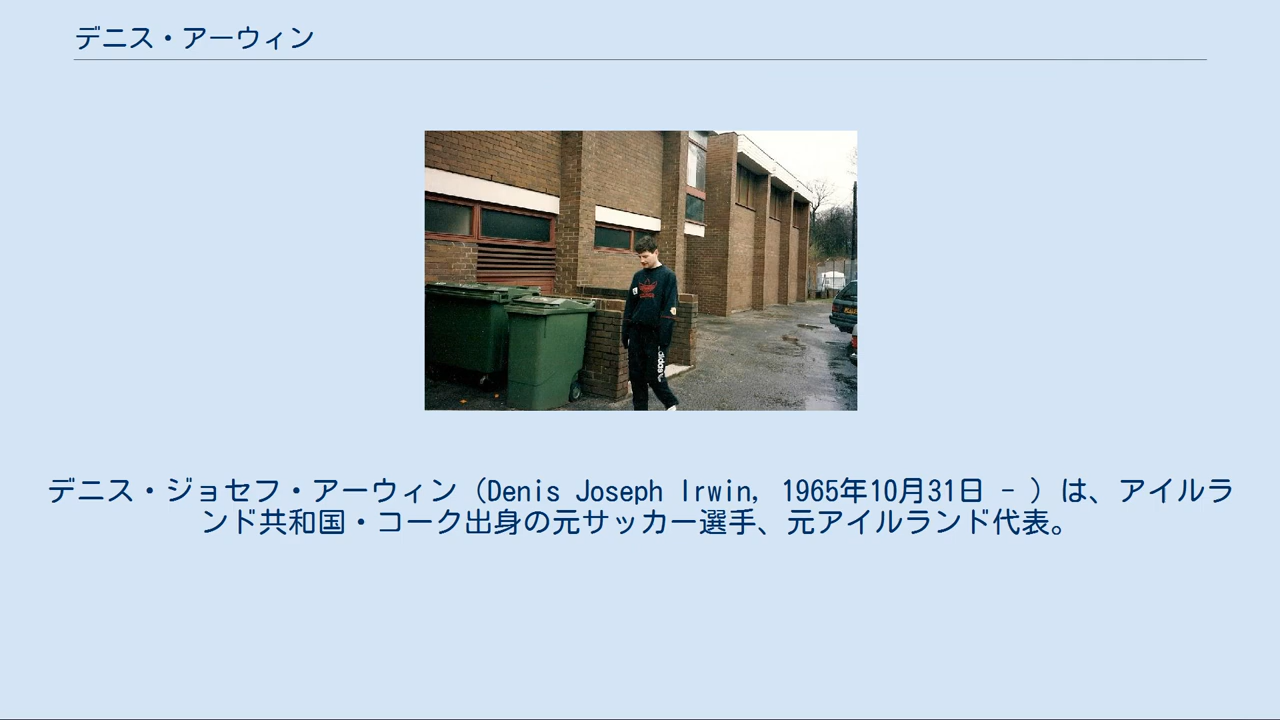 デニス・アーウィン
adidas
デニス・ジョセフ・アーウィン（Denis Joseph Irwin, 1965年10月31日 - ）は、アイルラ
ンド共和国・コーク出身の元サッカー選手、元アイルランド代表。